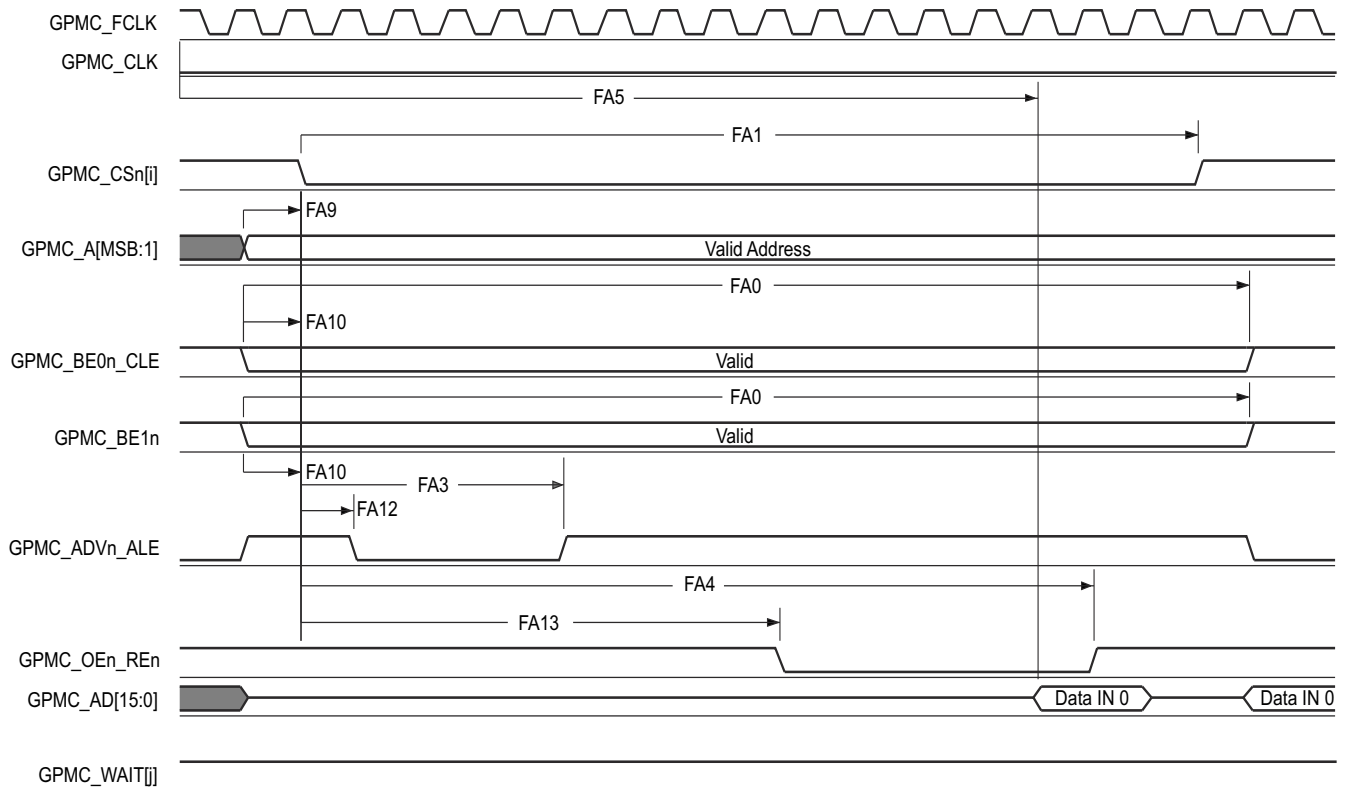 GPMC_FCLK
GPMC_CLK
FA5
FA1
GPMC_CSn[i]
FA9
GPMC_A[MSB:1]
Valid Address
FA0
FA10
GPMC_BE0n_CLE
Valid
FA0
GPMC_BE1n
Valid
FA10
FA3
FA12
GPMC_ADVn_ALE
FA4
FA13
GPMC_OEn_REn
GPMC_AD[15:0]
Data IN 0
Data IN 0
GPMC_WAIT[j]